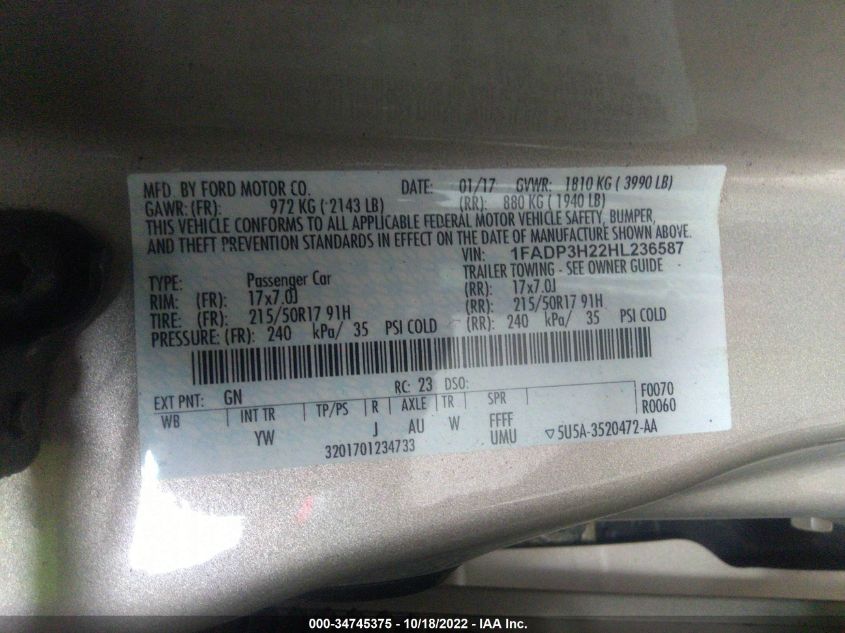 MFD. BY FORD MOTOR CO. DATE: 01/17 GVWR: 1810 KG ( 3990 LB)
GAWR: (FR): 972 KG ( 2143 LB) (RR): 880 KG ( 1940 LB)
THIS VEHICLE CONFORMS TO ALL APPLICABLE FEDERAL MOTOR VEHICLE SAFETY, BUMPER,
AND THEFT PREVENTION STANDARDS IN EFFECT ON THE DATE OF MANUFACTURE SHOWN ABOVE.
VIN: 1FADP3H22HL236587
TYPE: Passenger Car TRAILER TOWING - SEE OWNER GUIDE
RIM: (FR): 17x7.0J (RR): 17x7.0J
TIRE: (FR): 215/50R17 91H (RR): 215/50R17 91H
PRESSURE: (FR): 240 kPa/ 35 PSI COLD (RR): 240 kPa/ 35 PSI COLD
EXT PNT: GN RC: 23 DSO: F0070
WB INT TR TP/PS R AXLE TR SPR R0060
YW J AU W FFFF
UMU
3201701234733 ▽5U5A-3520472-AA
000-34745375 - 10/18/2022 - IAA Inc.